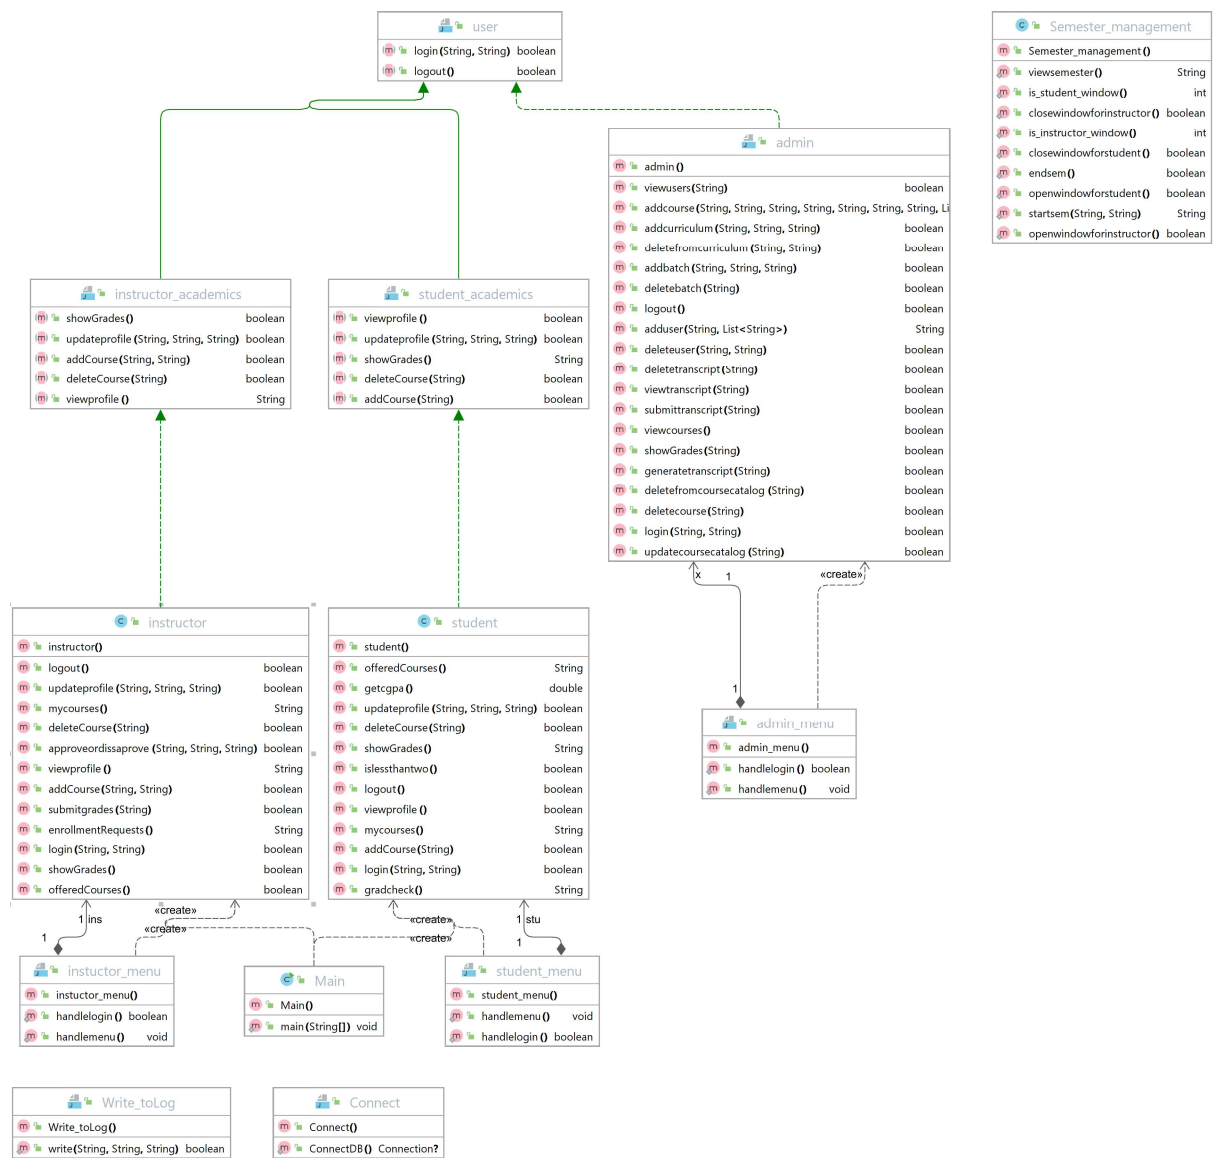 user
login(String, String) boolean
logout() boolean
Semester_management
Semester_management()
viewsemester() String
is_student_window() int
closewindowforinstructor() boolean
is_instructor_window() int
closewindowforstudent() boolean
endsem() boolean
openwindowforstudent() boolean
startsem(String, String) String
openwindowforinstructor() boolean
admin
admin()
viewusers(String) boolean
addcourse(String, String, String, String, String, String, String, Li
addcurriculum(String, String, String) boolean
deletefromcurriculum(String, String) boolean
addbatch(String, String, String) boolean
deletebatch(String) boolean
logout() boolean
adduser(String, List<String>) String
deleteuser(String, String) boolean
deletetranscript(String) boolean
viewtranscript(String) boolean
submittranscript(String) boolean
viewcourses() boolean
showGrades(String) boolean
generatetranscript(String) boolean
deletefromcoursecatalog(String) boolean
deletecourse(String) boolean
login(String, String) boolean
updatecoursecatalog(String) boolean
instructor_academics
showGrades() boolean
updateprofile(String, String, String) boolean
addCourse(String, String) boolean
deleteCourse(String) boolean
viewprofile() String
student_academics
viewprofile() boolean
updateprofile(String, String, String) boolean
showGrades() String
deleteCourse(String) boolean
addCourse(String) boolean
x
1
«create»
1
admin_menu
admin_menu()
handlelogin() boolean
handlemenu() void
instructor
instructor()
logout() boolean
updateprofile(String, String, String) boolean
mycourses() String
deleteCourse(String) boolean
approveordissaprove(String, String, String) boolean
viewprofile() String
addCourse(String, String) boolean
submitgrades(String) boolean
enrollmentRequests() String
login(String, String) boolean
showGrades() boolean
offeredCourses() boolean
student
student()
offeredCourses() String
getcgpa() double
updateprofile(String, String, String) boolean
deleteCourse(String) boolean
showGrades() String
islessthantwo() boolean
logout() boolean
viewprofile() boolean
mycourses() String
addCourse(String) boolean
login(String, String) boolean
gradcheck() String
1 ins
«create»
«create»
1
«create»
«create»
1 stu
1
instuctor_menu
instuctor_menu()
handlelogin() boolean
handlemenu() void
Main
Main()
main(String[]) void
student_menu
student_menu()
handlemenu() void
handlelogin() boolean
Write_toLog
Write_toLog()
write(String, String, String) boolean
Connect
Connect()
ConnectDB() Connection?